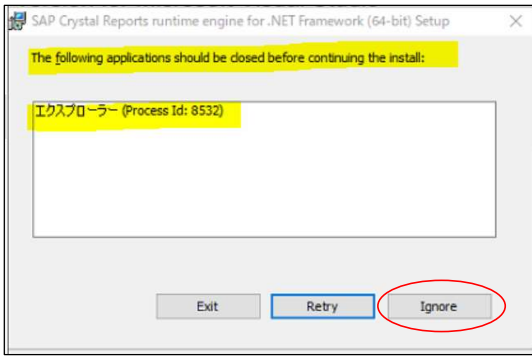 SAP Crystal Reports runtime engine for .NET Framework (64-bit) Setup
The following applications should be closed before continuing the install:
エクスプローラー (Process Id: 8532)
Exit Retry Ignore